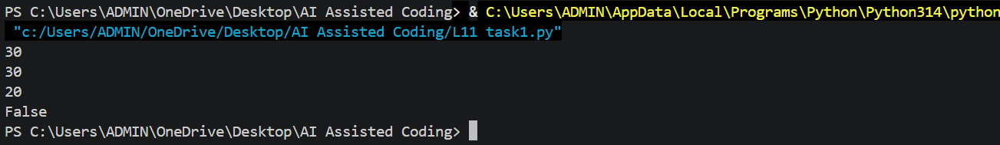 PS C:\Users\ADMIN\OneDrive\Desktop\AI Assisted Coding> & C:\Users\ADMIN\AppData\Local\Programs\Python\Python314\python
"c:/Users/ADMIN/OneDrive/Desktop/AI Assisted Coding/L11 task1.py"
30
30
20
False
PS C:\Users\ADMIN\OneDrive\Desktop\AI Assisted Coding>